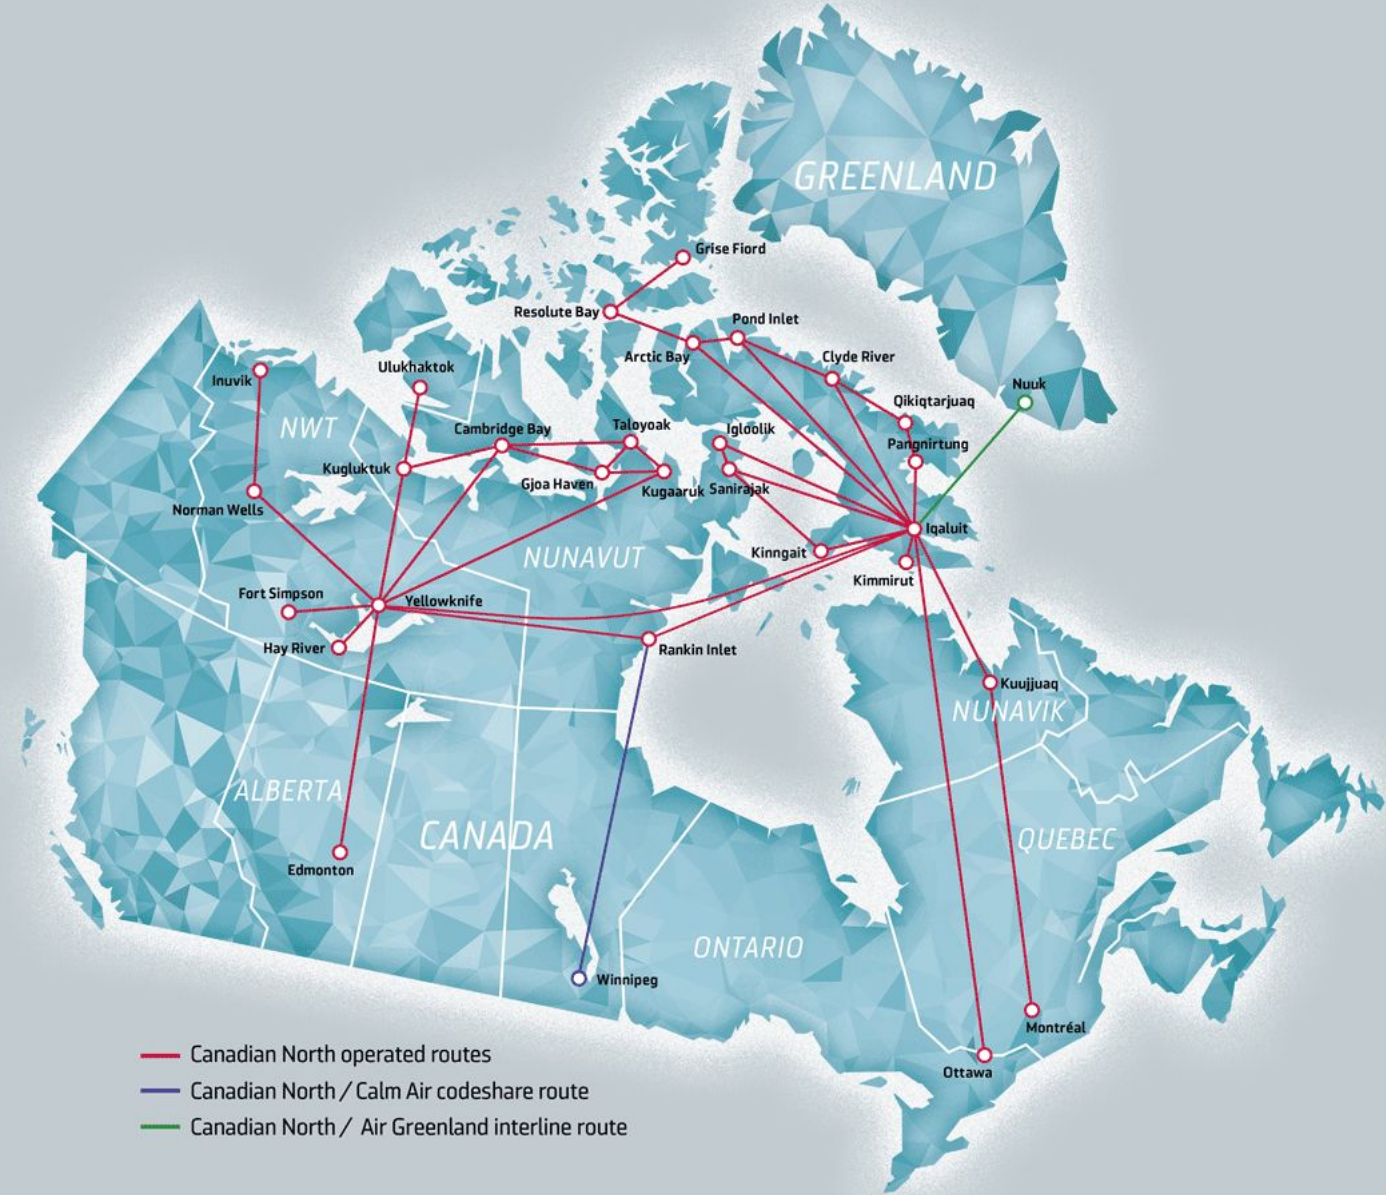 GREENLAND
Grise Fiord
Resolute Bay
Pond Inlet
Arctic Bay
Clyde River
Ulukhaktok
Inuvik
Nuuk
Qikiqtarjuaq
NWT
Cambridge Bay
Taloyoak
Igloolik
Pangnirtung
Kugluktuk
Gjoa Haven
Kugaaruk
Sanirajak
Norman Wells
Iqaluit
NUNAVUT
Kinngait
Kimmirut
Fort Simpson
Yellowknife
Hay River
Rankin Inlet
Kuujjuaq
NUNAVIK
ALBERTA
CANADA
QUEBEC
Edmonton
ONTARIO
Winnipeg
Montréal
Ottawa
Canadian North operated routes
Canadian North / Calm Air codeshare route
Canadian North / Air Greenland interline route